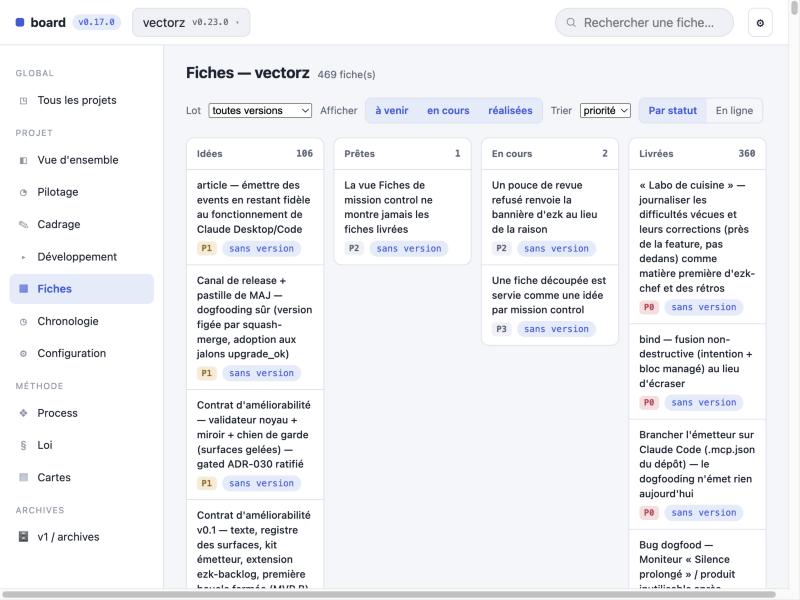 board v0.17.0
vectorz v0.23.0
Rechercher une fiche...
GLOBAL
Tous les projets
PROJET
Vue d'ensemble
Pilotage
Cadrage
Développement
Fiches
Chronologie
Configuration
MÉTHODE
Process
§ Loi
Cartes
ARCHIVES
v1 / archives
Fiches — vectorz 469 fiche(s)
Lot toutes versions Afficher à venir en cours réalisées Trier priorité Par statut En ligne
Idées 106
article — émettre des
events en restant fidèle
au fonctionnement de
Claude Desktop/Code
P1 sans version
Canal de release +
pastille de MAJ —
dogfooding sûr (version
figée par squash-
merge, adoption aux
jalons upgrade_ok)
P1 sans version
Contrat d'améliorabilité
— validateur noyau +
miroir + chien de garde
(surfaces gelées) —
gated ADR-030 ratifié
P1 sans version
Contrat d'améliorabilité
v0.1 — texte, registre
des surfaces, kit
émetteur, extension
ezk-backlog, première
Prêtes 1
La vue Fiches de
mission control ne
montre jamais les
fiches livrées
P2 sans version
En cours 2
Un pouce de revue
refusé renvoie la
bannière d'ezk au lieu
de la raison
P2 sans version
Une fiche découpée est
servie comme une idée
par mission control
P3 sans version
Livrées 360
« Labo de cuisine » —
journaliser les
difficultés vécues et
leurs corrections (près
de la feature, pas
dedans) comme
matière première d'ezk-
chef et des rétros
P0 sans version
bind — fusion non-
destructive (intention +
bloc managé) au lieu
d'écraser
P0 sans version
Brancher l'émetteur sur
Claude Code (.mcp.json
du dépôt) — le
dogfooding n'émet rien
aujourd'hui
P0 sans version
Bug dogfood —
Moniteur « Silence
prolongé » / produit